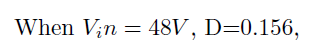 When $V_in = 48V$, D=0.156,